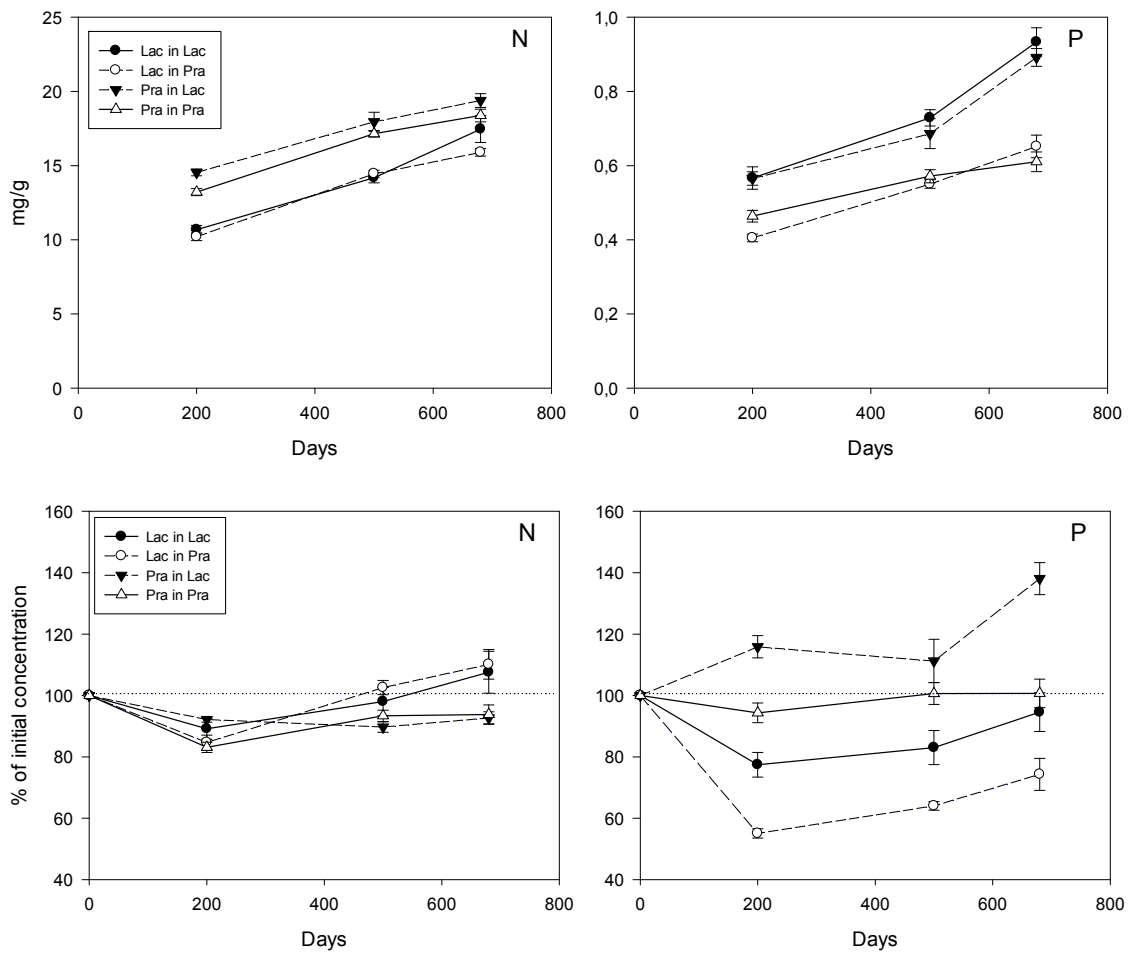 25
20
15
10
5
0
mg/g
N
Lac in Lac
Lac in Pra
Pra in Lac
Pra in Pra
0 200 400 600 800
Days
1,0
0,8
0,6
0,4
0,2
0,0
P
0 200 400 600 800
Days
160
140
120
100
80
60
40
% of initial concentration
N
Lac in Lac
Lac in Pra
Pra in Lac
Pra in Pra
0 200 400 600 800
Days
160
140
120
100
80
60
40
P
0 200 400 600 800
Days